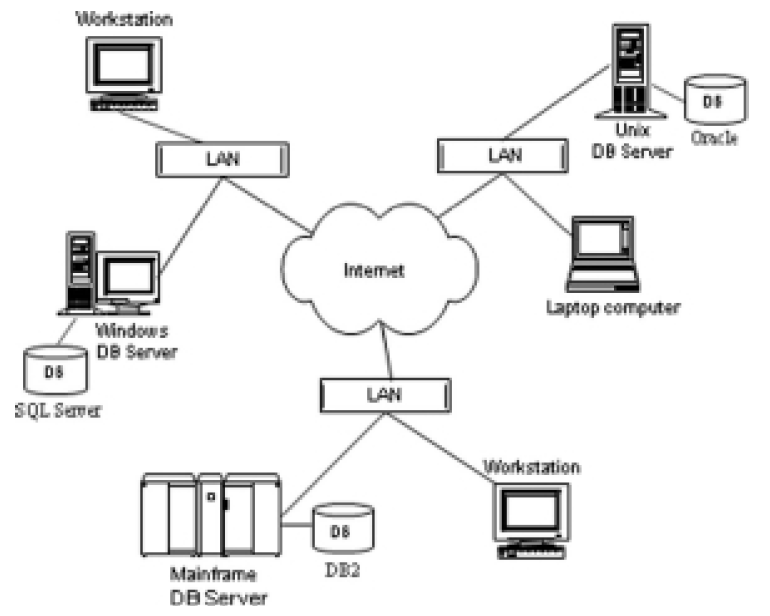 Workstation
LAN
LAN
DB
Unix
DB Server
Oracle
Internet
Laptop computer
Windows
DB Server
DB
SQL Server
LAN
Workstation
DB
Mainframe
DB Server
DB2